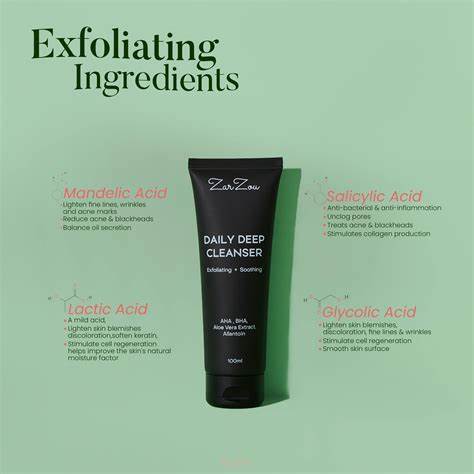 Exfoliating
Ingredients
ZarZou
DAILY DEEP
CLEANSER
Exfoliating + Soothing
AHA , BHA,
Aloe Vera Extract,
Allantoin
100ml
Mandelic Acid
Lighten fine lines, wrinkles
and acne marks
Reduce acne & blackheads
Balance oil secretion
Salicylic Acid
Anti-bacterial & anti-inflammation
Unclog pores
Treats acne & blackheads
Stimulates collagen production
Lactic Acid
A mild acid,
Lighten skin blemishes
discoloration,soften keratin,
Stimulate cell regeneration
helps improve the skin's natural
moisture factor
Glycolic Acid
Lighten skin blemishes,
discoloration, fine lines & wrinkles
Stimulate cell regeneration
Smooth skin surface